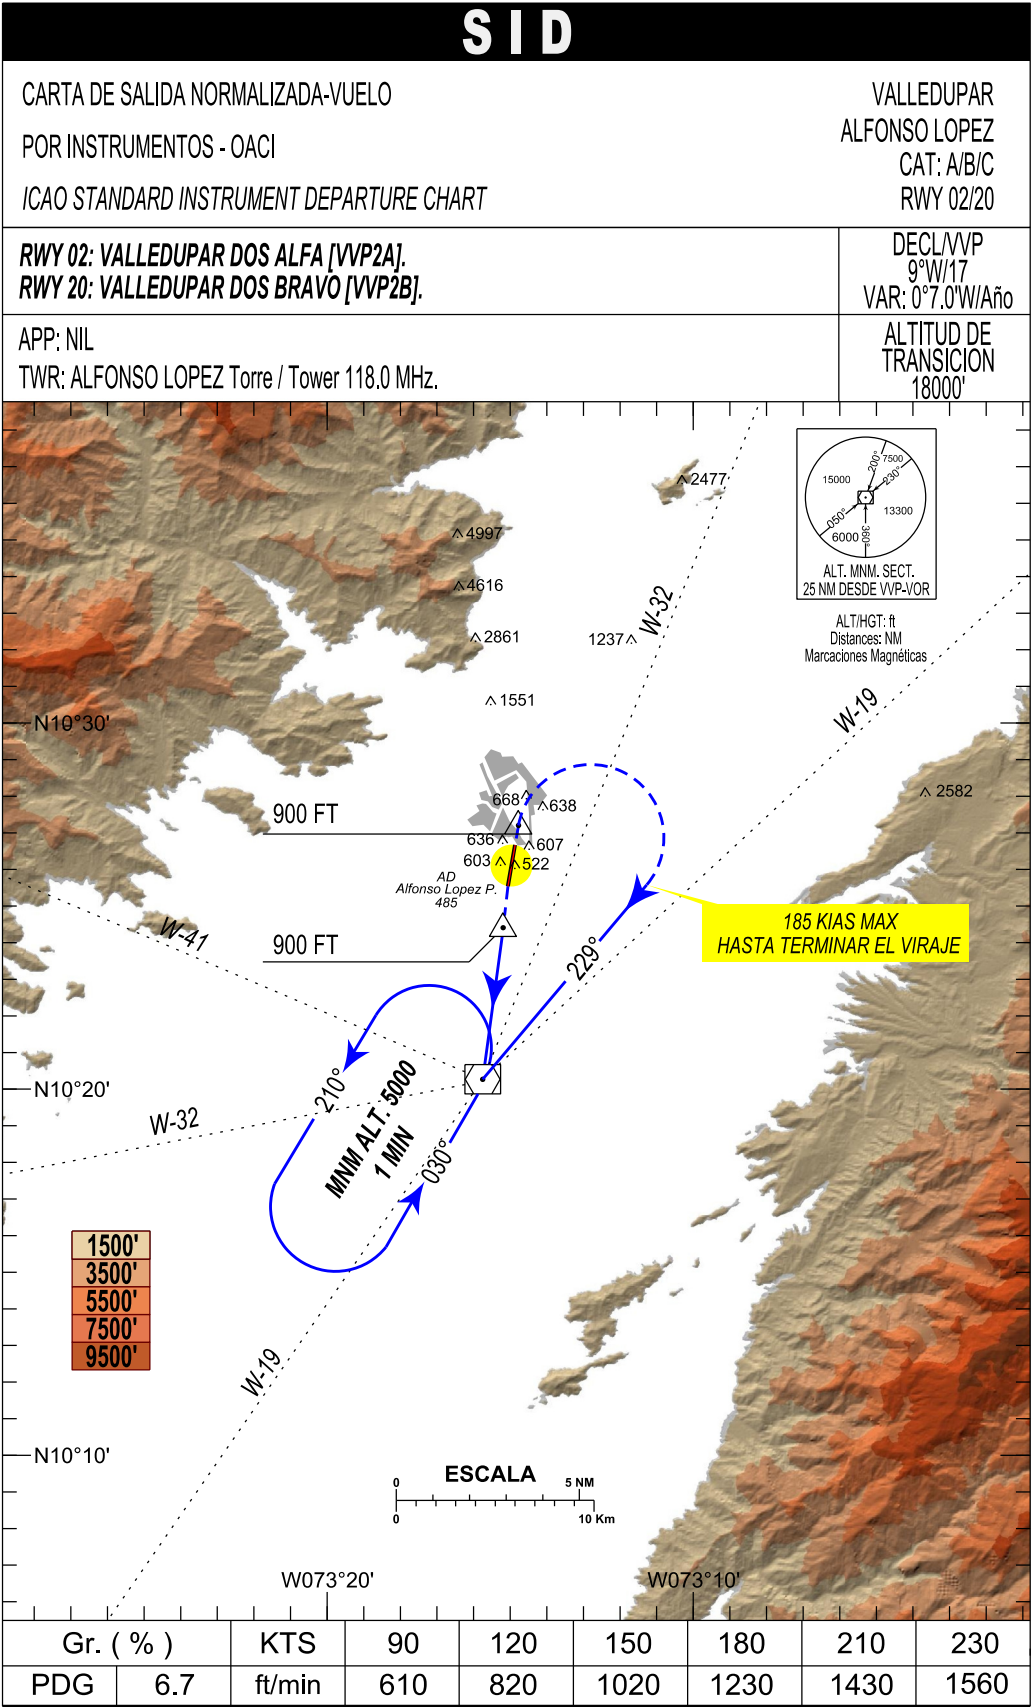 SID
CARTA DE SALIDA NORMALIZADA-VUELO
POR INSTRUMENTOS - OACI
ICAO STANDARD INSTRUMENT DEPARTURE CHART
VALLEDUPAR
ALFONSO LOPEZ
CAT: A/B/C
RWY 02/20
RWY 02: VALLEDUPAR DOS ALFA [VVP2A].
RWY 20: VALLEDUPAR DOS BRAVO [VVP2B].
DECL/VVP
9°W/17
VAR: 0°7.0'W/Año
APP: NIL
TWR: ALFONSO LOPEZ Torre / Tower 118.0 MHz.
ALTITUD DE
TRANSICION
18000'
200°
7500
15000
230°
13300
050°
6000
360°
ALT. MNM. SECT.
25 NM DESDE VVP-VOR
ALT/HGT: ft
Distances: NM
Marcaciones Magnéticas
2477
4997
4616
2861
1237
W-32
1551
W-19
N10°30'
2582
668
638
900 FT
636
607
603
522
AD
Alfonso Lopez P.
485
185 KIAS MAX
HASTA TERMINAR EL VIRAJE
W-41
900 FT
229°
N10°20'
210°
MNM ALT. 5000
1 MIN
030°
W-32
1500'
3500'
5500'
7500'
9500'
W-19
N10°10'
ESCALA
0 5 NM
0 10 Km
W073°20'
W073°10'
Gr. ( % ) KTS 90 120 150 180 210 230
PDG 6.7 ft/min 610 820 1020 1230 1430 1560